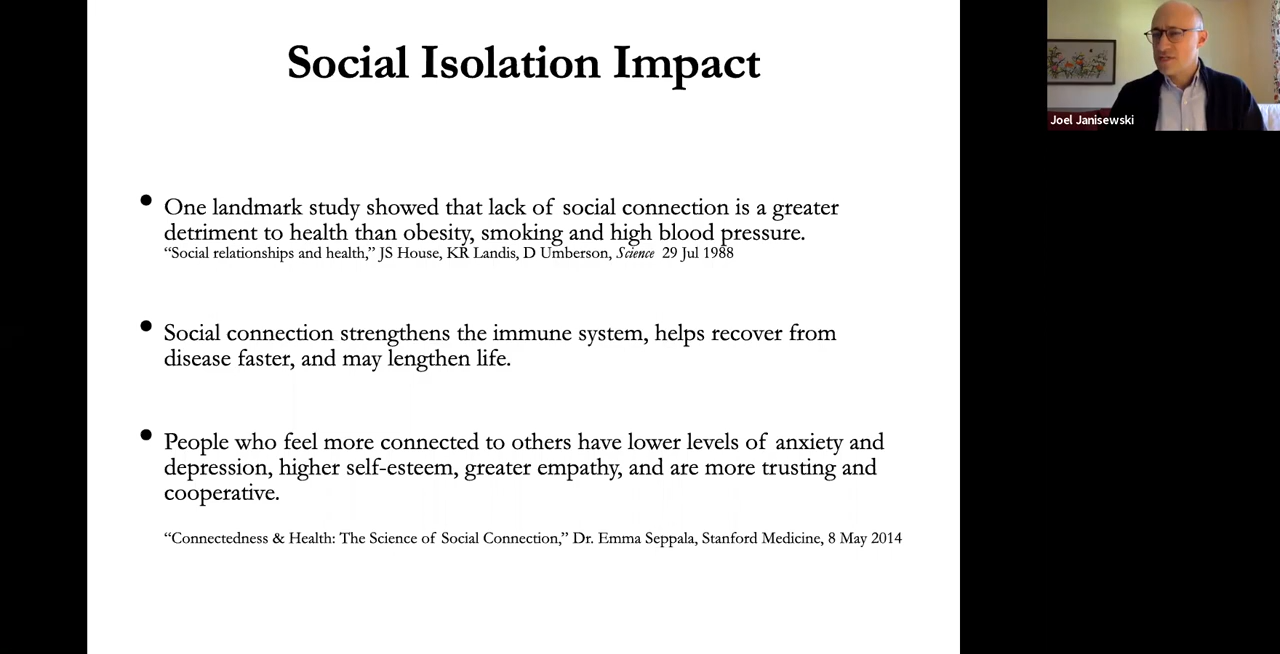 Social Isolation Impact
• One landmark study showed that lack of social connection is a greater
detriment to health than obesity, smoking and high blood pressure.
“Social relationships and health,” JS House, KR Landis, D Umberson, Science 29 Jul 1988
• Social connection strengthens the immune system, helps recover from
disease faster, and may lengthen life.
• People who feel more connected to others have lower levels of anxiety and
depression, higher self-esteem, greater empathy, and are more trusting and
cooperative.
“Connectedness & Health: The Science of Social Connection,” Dr. Emma Seppala, Stanford Medicine, 8 May 2014
Joel Janisewski